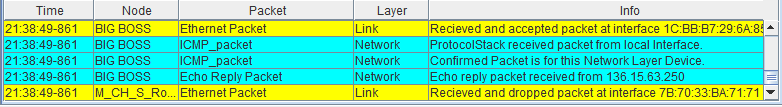 Time Node Packet Layer Info
21:38:49-861 BIG BOSS Ethernet Packet Link Recieved and accepted packet at interface 1C:BB:B7:29:6A:85
21:38:49-861 BIG BOSS ICMP_packet Network ProtocolStack received packet from local Interface.
21:38:49-861 BIG BOSS ICMP_packet Network Confirmed Packet is for this Network Layer Device.
21:38:49-861 BIG BOSS Echo Reply Packet Network Echo reply packet received from 136.15.63.250
21:38:49-861 M_CH_S_Ro... Ethernet Packet Link Recieved and dropped packet at interface 7B:70:33:BA:71:71